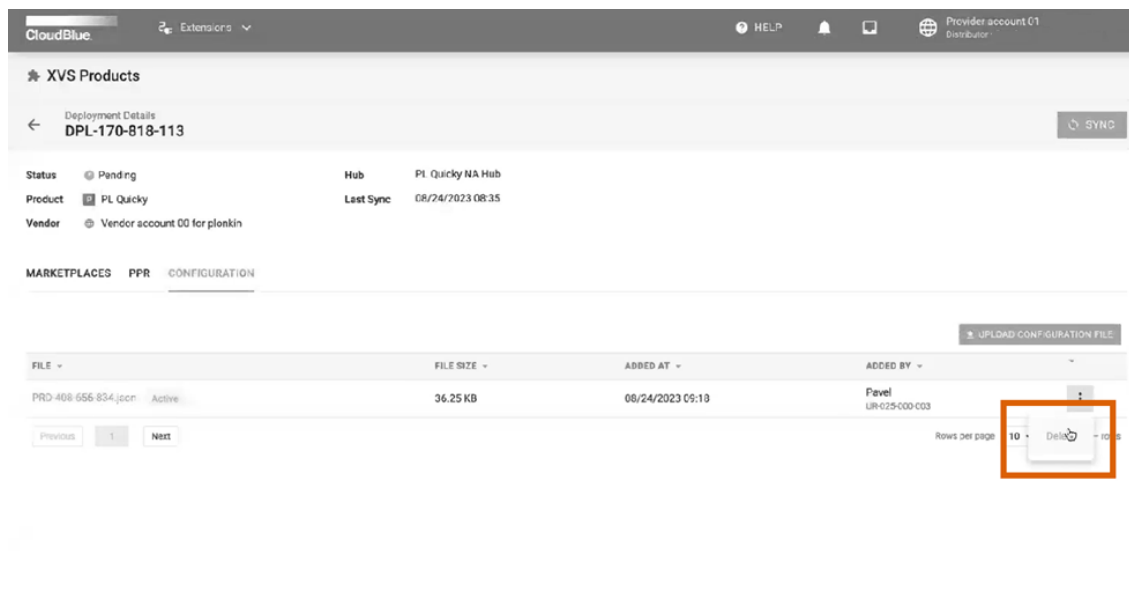 CloudBlue
Extensions
HELP
Provider account 01
Distributor
XVS Products
Deployment Details
DPL-170-818-113
SYNC
Status Pending Hub PL Quicky NA Hub
Product PL Quicky Last Sync 08/24/2023 08:35
Vendor Vendor account 00 for plonkin
MARKETPLACES PPR CONFIGURATION
UPLOAD CONFIGURATION FILE
FILE FILE SIZE ADDED AT ADDED BY
PRD-408-656-834.json Active 36.25 KB 08/24/2023 09:18 Pavel
UR-025-000-003
Previous 1 Next Rows per page 10 rows